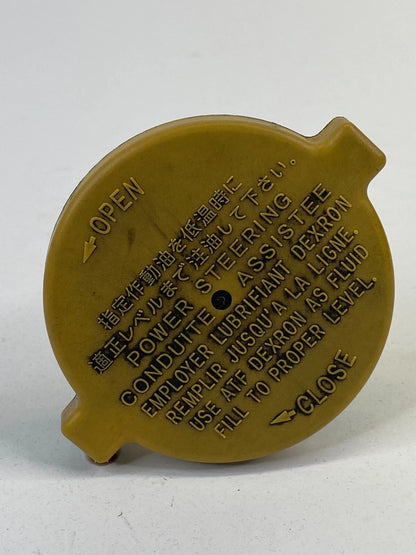 OPEN
指定作動油を低温時に
適正レベルまで注油して下さい。
POWER STEERING
CONDUITE ASSISTEE
EMPLOYER LUBRIFIANT DEXRON
REMPLIR JUSQU'A LA LIGNE.
USE ATF DEXRON AS FLUID
FILL TO PROPER LEVEL.
CLOSE